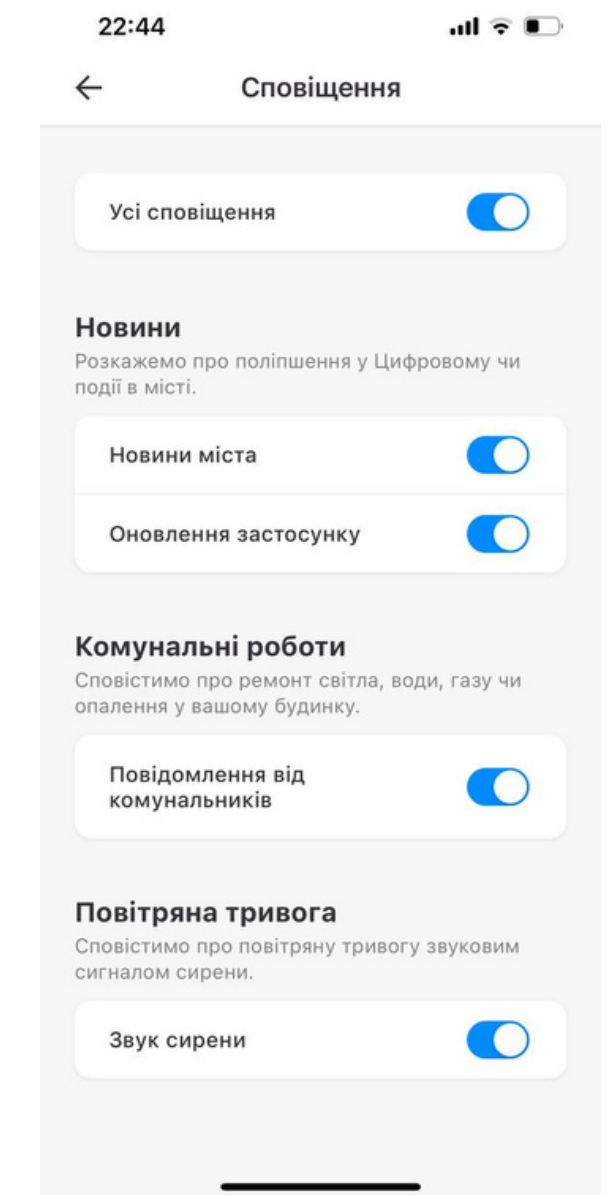 22:44
Сповіщення
Усі сповіщення
Новини
Розкажемо про поліпшення у Цифровому чи
події в місті.
Новини міста
Оновлення застосунку
Комунальні роботи
Сповістимо про ремонт світла, води, газу чи
опалення у вашому будинку.
Повідомлення від
комунальників
Повітряна тривога
Сповістимо про повітряну тривогу звуковим
сигналом сирени.
Звук сирени